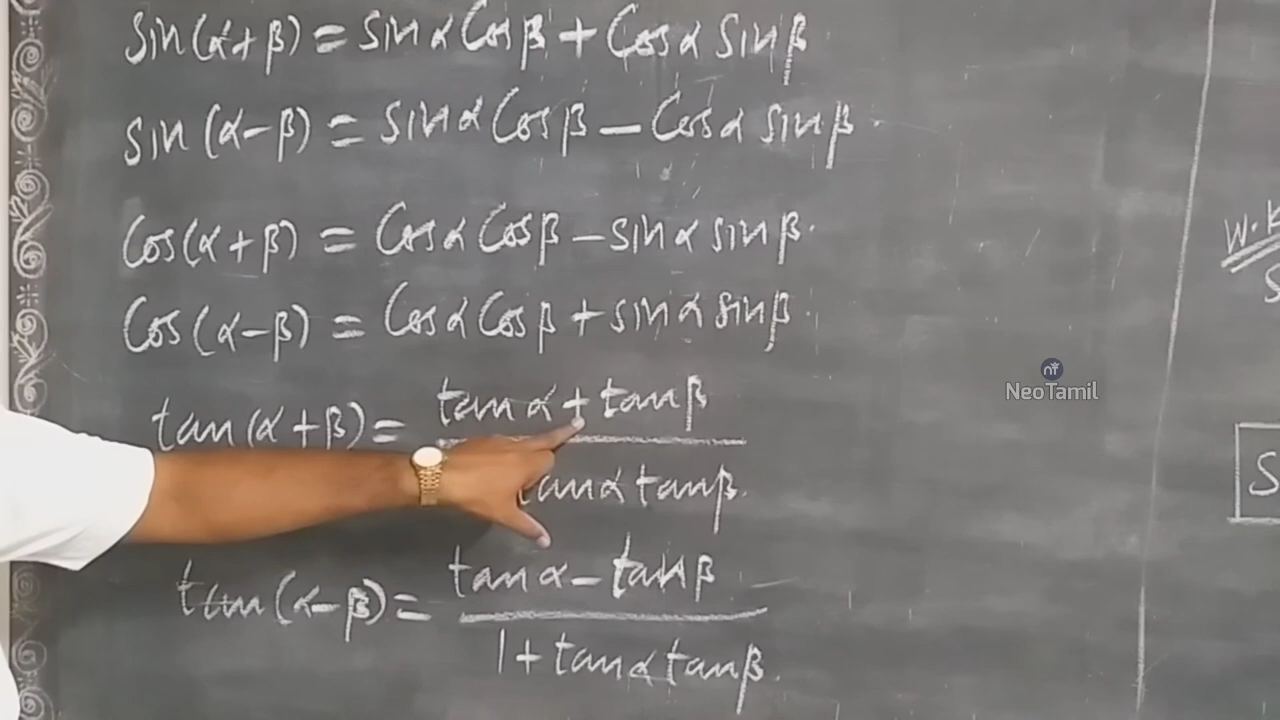 sin(α+β) = sinα Cosβ + Cosα sinβ
sin(α-β) = sinα Cosβ - Cosα sinβ.
Cos(α+β) = Cosα Cosβ - sinα sinβ.
Cos(α-β) = Cosα Cosβ + sinα sinβ.
tan(α+β) = tanα + tanβ
tanα tanβ.
tan(α-β) = tanα - tanβ
1 + tanα tanβ.
W.K
S
NeoTamil
S